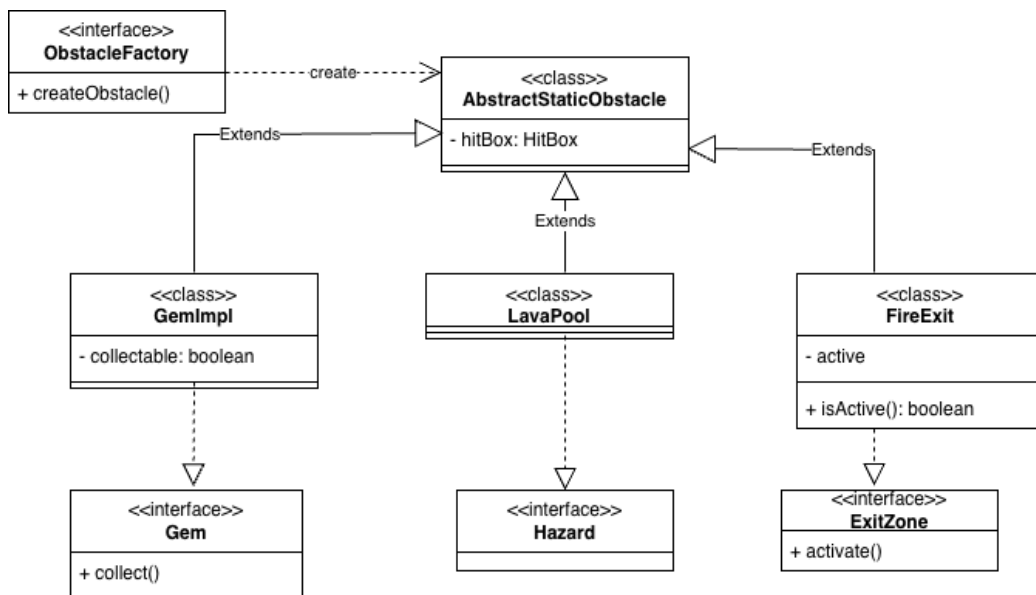 <<interface>>
ObstacleFactory
+ createObstacle()
create
<<class>>
AbstractStaticObstacle
- hitBox: HitBox
Extends
Extends
Extends
<<class>>
GemImpl
- collectable: boolean
<<class>>
LavaPool
<<class>>
FireExit
- active
+ isActive(): boolean
<<interface>>
Gem
+ collect()
<<interface>>
Hazard
<<interface>>
ExitZone
+ activate()